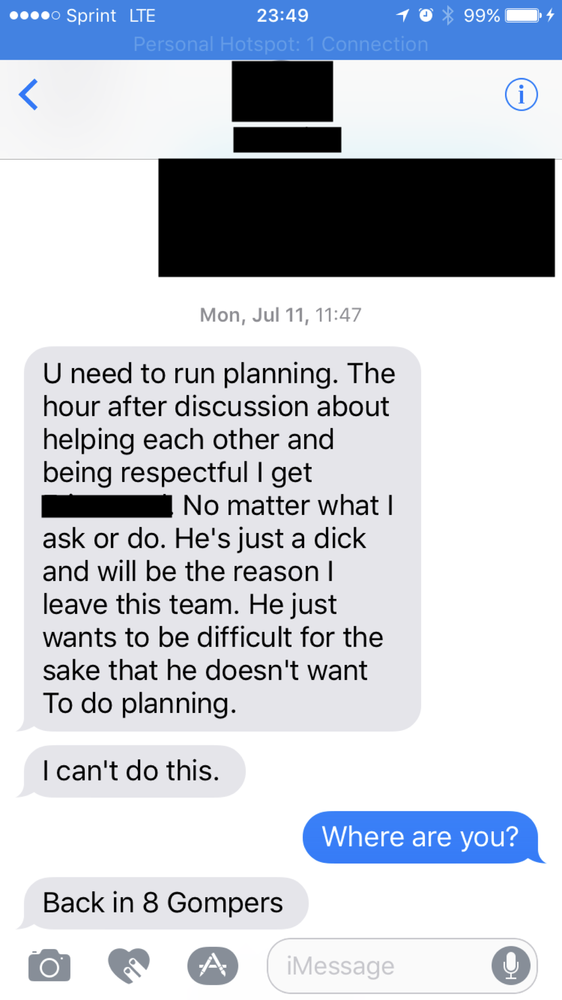 Sprint LTE 23:49 99%
Personal Hotspot: 1 Connection
Mon, Jul 11, 11:47
U need to run planning. The
hour after discussion about
helping each other and
being respectful I get
. No matter what I
ask or do. He's just a dick
and will be the reason I
leave this team. He just
wants to be difficult for the
sake that he doesn't want
To do planning.
I can't do this.
Where are you?
Back in 8 Gompers
iMessage